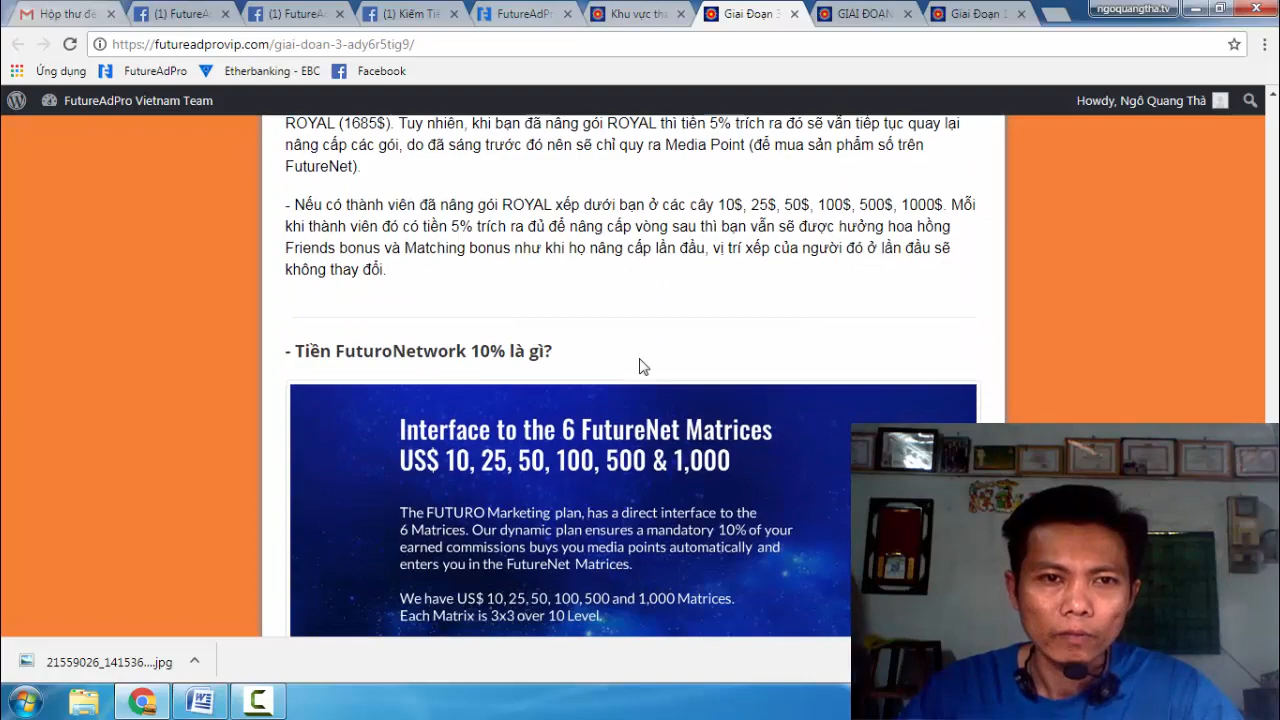 Hộp thư đế
(1) FutureA
(1) FutureAd
(1) Kiếm Tiề
FutureAdPr
Khu vực thà
Giai Đoạn 3
GIAI ĐOẠN
Giai Đoạn 1
ngoquangtha.tv
https://futureadprovip.com/giai-doan-3-ady6r5tig9/
Ứng dụng
FutureAdPro
Etherbanking - EBC
Facebook
FutureAdPro Vietnam Team
Howdy, Ngô Quang Thà
ROYAL (1685$). Tuy nhiên, khi bạn đã nâng gói ROYAL thì tiền 5% trích ra đó sẽ vẫn tiếp tục quay lại
nâng cấp các gói, do đã sáng trước đó nên sẽ chỉ quy ra Media Point (để mua sản phẩm số trên
FutureNet).
- Nếu có thành viên đã nâng gói ROYAL xếp dưới bạn ở các cây 10$, 25$, 50$, 100$, 500$, 1000$. Mỗi
khi thành viên đó có tiền 5% trích ra đủ để nâng cấp vòng sau thì bạn vẫn sẽ được hưởng hoa hồng
Friends bonus và Matching bonus như khi họ nâng cấp lần đầu, vị trí xếp của người đó ở lần đầu sẽ
không thay đổi.
- Tiền FuturoNetwork 10% là gì?
Interface to the 6 FutureNet Matrices
US$ 10, 25, 50, 100, 500 & 1,000
The FUTURO Marketing plan, has a direct interface to the
6 Matrices. Our dynamic plan ensures a mandatory 10% of your
earned commissions buys you media points automatically and
enters you in the FutureNet Matrices.
We have US$ 10, 25, 50, 100, 500 and 1,000 Matrices.
Each Matrix is 3x3 over 10 Level.
21559026_141536....jpg